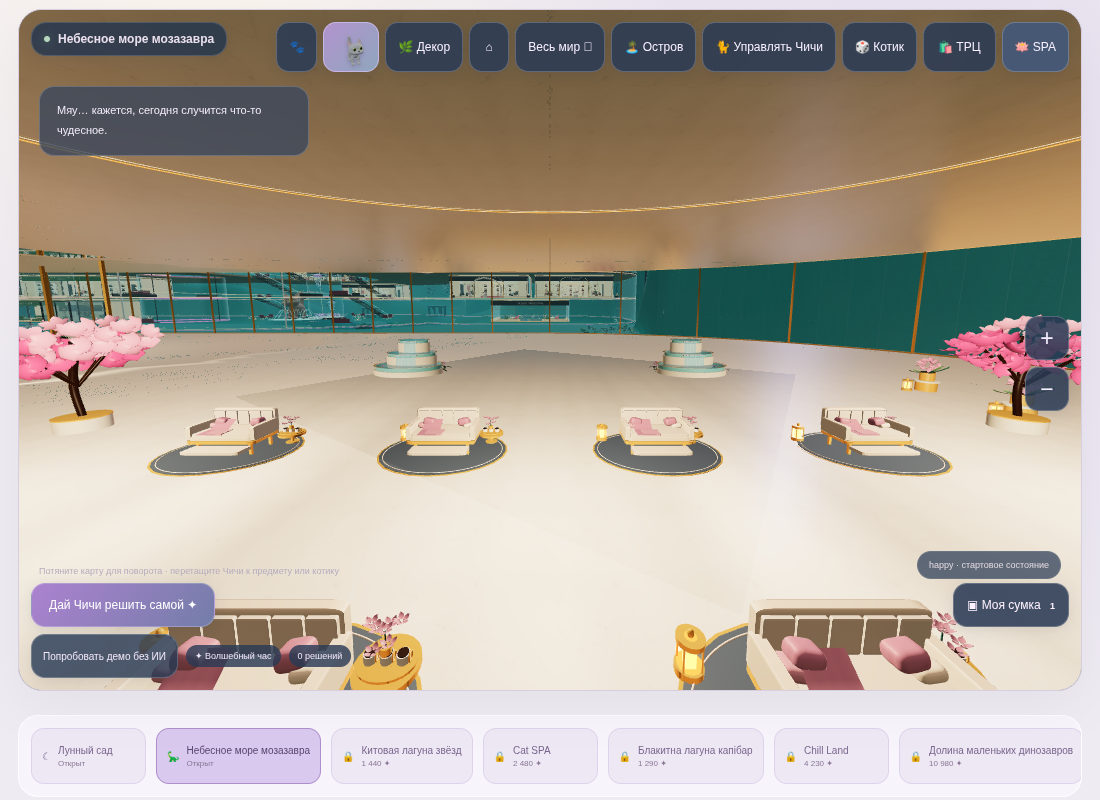 Небесное море мозазавра
Декор
Весь мир
Остров
Управлять Чичи
Котик
ТРЦ
SPA
Мяу… кажется, сегодня случится что-то
чудесное.
+
−
Потяните карту для поворота · перетащите Чичи к предмету или котику
happy · стартовое состояние
Дай Чичи решить самой ✦
Моя сумка 1
Попробовать демо без ИИ
✦ Волшебный час
0 решений
Лунный сад
Открыт
Небесное море мозазавра
Открыт
Китовая лагуна звёзд
1 440 ✦
Cat SPA
2 480 ✦
Блакитна лагуна капібар
1 290 ✦
Chill Land
4 230 ✦
Долина маленьких динозавров
10 980 ✦